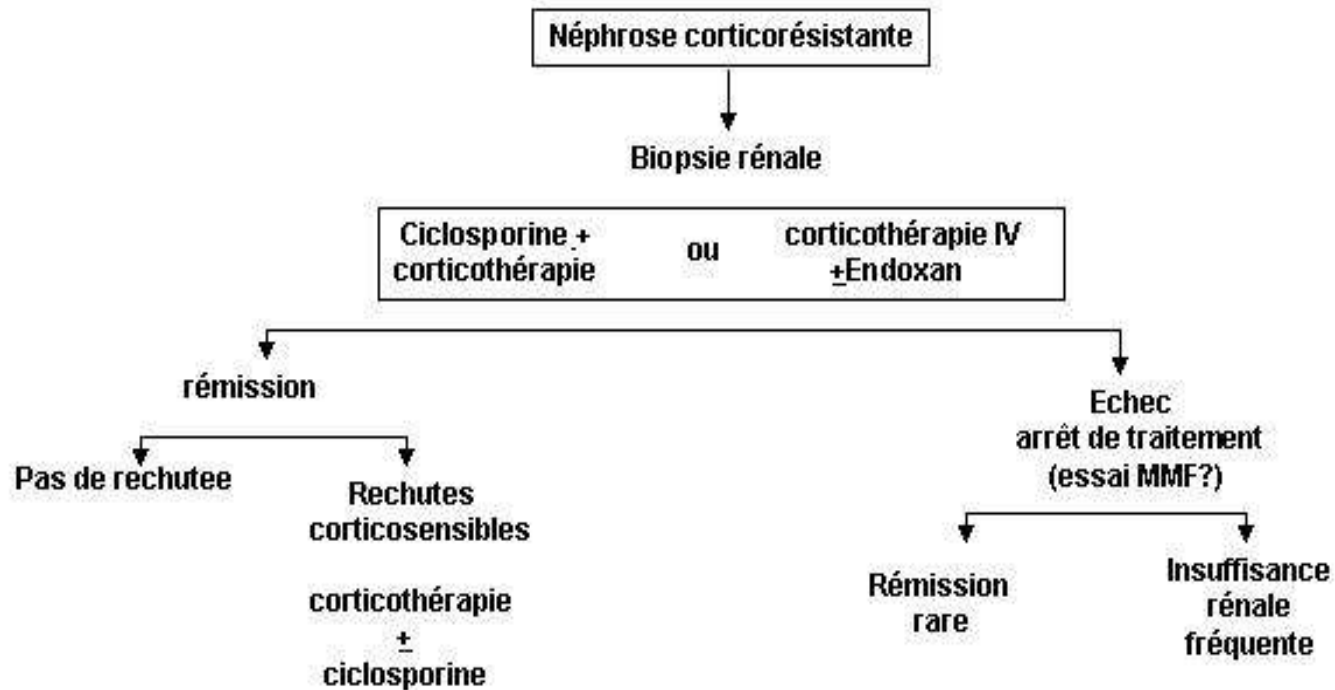 Néphrose corticorésistante
Biopsie rénale
Ciclosporine +
corticothérapie
ou
corticothérapie IV
±Endoxan
rémission
Pas de rechutee
Rechutes
corticosensibles
corticothérapie
±
ciclosporine
Echec
arrêt de traitement
(essai MMF?)
Rémission
rare
Insuffisance
rénale
fréquente